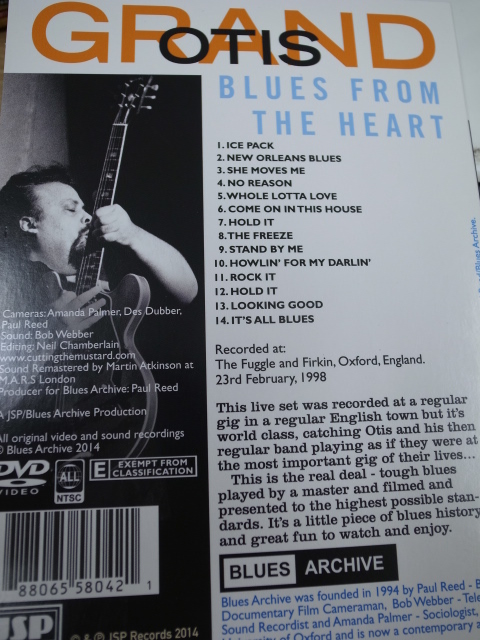 GRAND
OTIS
BLUES FROM
THE HEART
1. ICE PACK
2. NEW ORLEANS BLUES
3. SHE MOVES ME
4. NO REASON
5. WHOLE LOTTA LOVE
6. COME ON IN THIS HOUSE
7. HOLD IT
8. THE FREEZE
9. STAND BY ME
10. HOWLIN' FOR MY DARLIN'
11. ROCK IT
12. HOLD IT
13. LOOKING GOOD
14. IT'S ALL BLUES
Recorded at:
The Fuggle and Firkin, Oxford, England.
23rd February, 1998
This live set was recorded at a regular
gig in a regular English town but it's
world class, catching Otis and his then
regular band playing as if they were at
the most important gig of their lives...
This is the real deal - tough blues
played by a master and filmed and
presented to the highest possible stan-
dards. It's a little piece of blues history
and great fun to watch and enjoy.
BLUES ARCHIVE
Blues Archive was founded in 1994 by Paul Reed - B
Documentary Film Cameraman, Bob Webber - Tele
Sound Recordist and Amanda Palmer - Sociologist,
University of Oxford and is now a contemporary a
Cameras: Amanda Palmer, Des Dubber,
Paul Reed
Sound: Bob Webber
Editing: Neil Chamberlain
www.cuttingthemustard.com
Sound Remastered by Martin Atkinson at
M.A.R.S London
Producer for Blues Archive: Paul Reed
A JSP/Blues Archive Production
All original video and sound recordings
© Blues Archive 2014
DVD
VIDEO
ALL
NTSC
E EXEMPT FROM
CLASSIFICATION
88065 58042 1
JSP
© & ℗ JSP Records 2014
/Blues Archive.